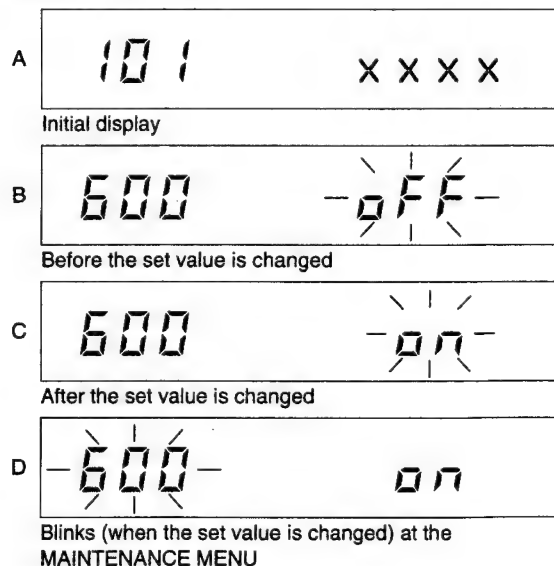 A 101 x x x x
Initial display
B 600 oFF
Before the set value is changed
C 600 on
After the set value is changed
D 600 on
Blinks (when the set value is changed) at the
MAINTENANCE MENU